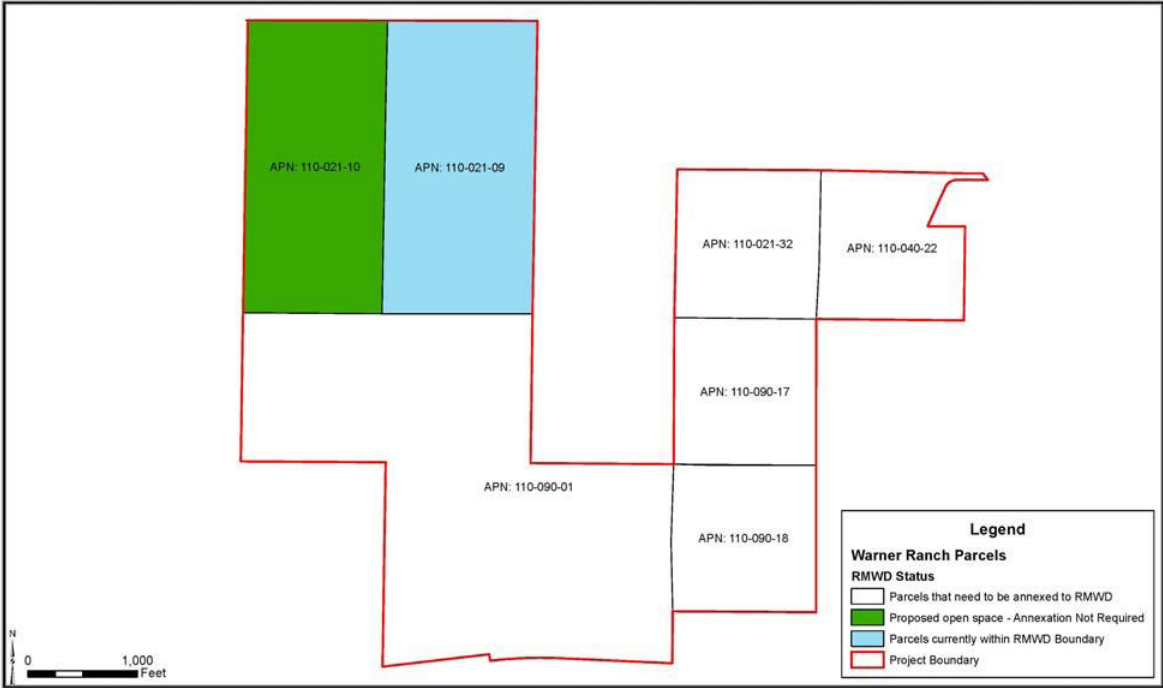 APN: 110-021-10
APN: 110-021-09
APN: 110-021-32
APN: 110-040-22
APN: 110-090-17
APN: 110-090-01
APN: 110-090-18
Legend
Warner Ranch Parcels
RMWD Status
Parcels that need to be annexed to RMWD
Proposed open space - Annexation Not Required
Parcels currently within RMWD Boundary
Project Boundary
N
0 1,000
Feet